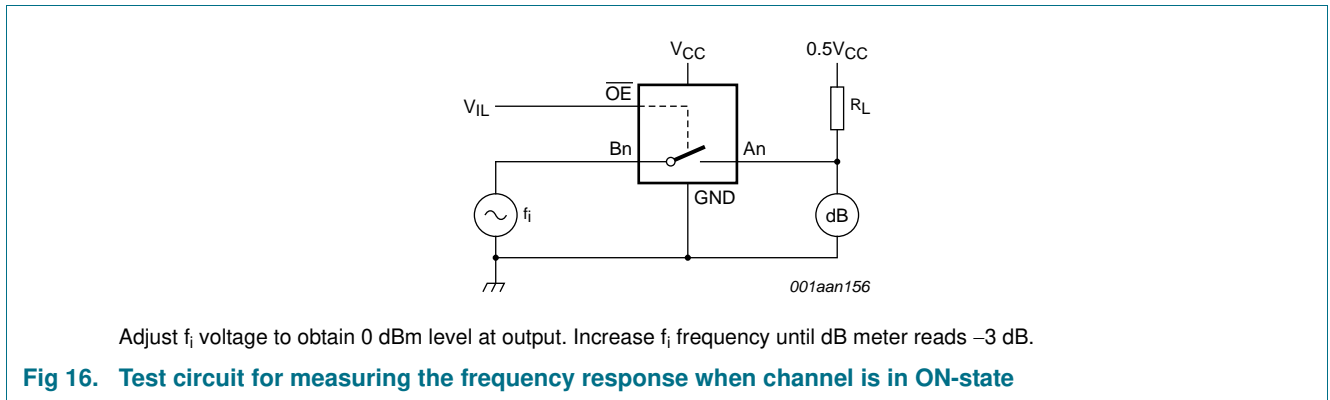 VCC
0.5VCC
OE
VIL
RL
Bn
An
GND
fi
dB
001aan156
Adjust fi voltage to obtain 0 dBm level at output. Increase fi frequency until dB meter reads −3 dB.
Fig 16. Test circuit for measuring the frequency response when channel is in ON-state